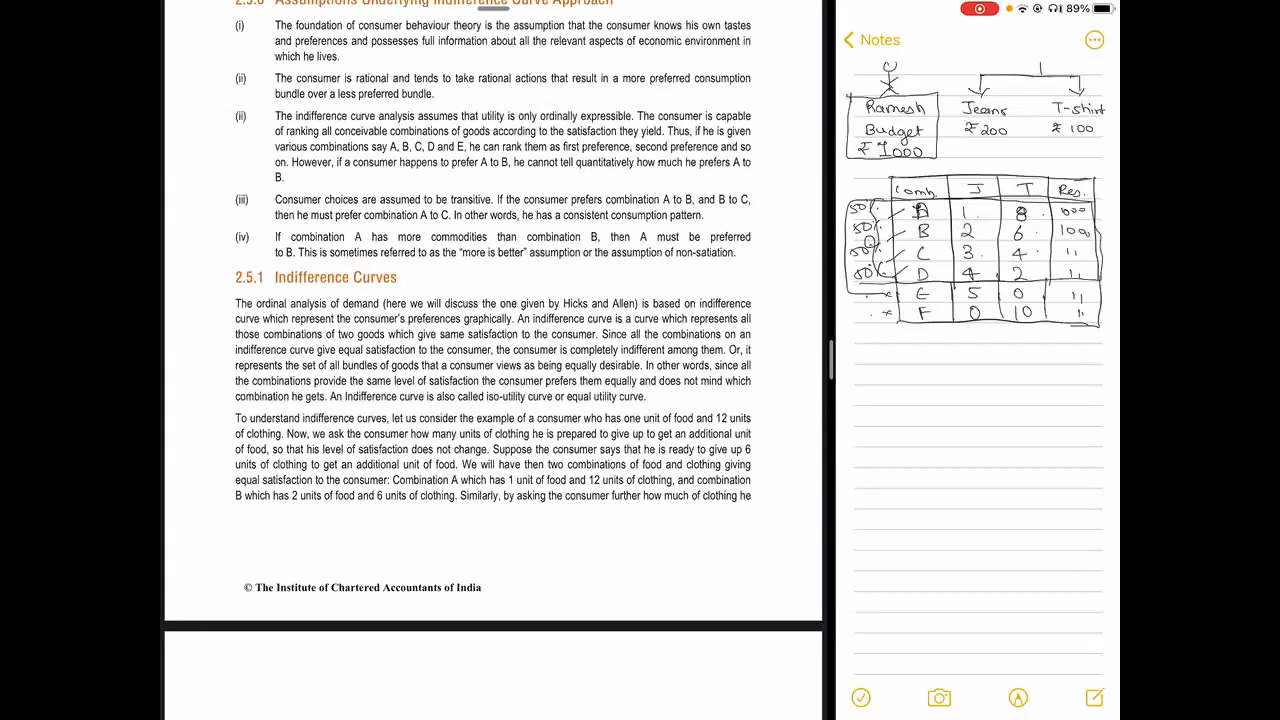 2.5.0 Assumptions Underlying Indifference Curve Approach
(i) The foundation of consumer behaviour theory is the assumption that the consumer knows his own tastes
and preferences and possesses full information about all the relevant aspects of economic environment in
which he lives.
(ii) The consumer is rational and tends to take rational actions that result in a more preferred consumption
bundle over a less preferred bundle.
(ii) The indifference curve analysis assumes that utility is only ordinally expressible. The consumer is capable
of ranking all conceivable combinations of goods according to the satisfaction they yield. Thus, if he is given
various combinations say A, B, C, D and E, he can rank them as first preference, second preference and so
on. However, if a consumer happens to prefer A to B, he cannot tell quantitatively how much he prefers A to
B.
(iii) Consumer choices are assumed to be transitive. If the consumer prefers combination A to B, and B to C,
then he must prefer combination A to C. In other words, he has a consistent consumption pattern.
(iv) If combination A has more commodities than combination B, then A must be preferred
to B. This is sometimes referred to as the “more is better” assumption or the assumption of non-satiation.
2.5.1 Indifference Curves
The ordinal analysis of demand (here we will discuss the one given by Hicks and Allen) is based on indifference
curve which represent the consumer’s preferences graphically. An indifference curve is a curve which represents all
those combinations of two goods which give same satisfaction to the consumer. Since all the combinations on an
indifference curve give equal satisfaction to the consumer, the consumer is completely indifferent among them. Or, it
represents the set of all bundles of goods that a consumer views as being equally desirable. In other words, since all
the combinations provide the same level of satisfaction the consumer prefers them equally and does not mind which
combination he gets. An Indifference curve is also called iso-utility curve or equal utility curve.
To understand indifference curves, let us consider the example of a consumer who has one unit of food and 12 units
of clothing. Now, we ask the consumer how many units of clothing he is prepared to give up to get an additional unit
of food, so that his level of satisfaction does not change. Suppose the consumer says that he is ready to give up 6
units of clothing to get an additional unit of food. We will have then two combinations of food and clothing giving
equal satisfaction to the consumer: Combination A which has 1 unit of food and 12 units of clothing, and combination
B which has 2 units of food and 6 units of clothing. Similarly, by asking the consumer further how much of clothing he
© The Institute of Chartered Accountants of India
89%
Notes
Ramesh Jeans T-shirt
Budget ₹ 200 ₹ 100
₹ 1000
Comb. J T Res.
50% A 1 8 1000
50% B 2 6 1000
50% C 3 4 "
50% D 4 2 "
× E 5 0 "
× F 0 10 "